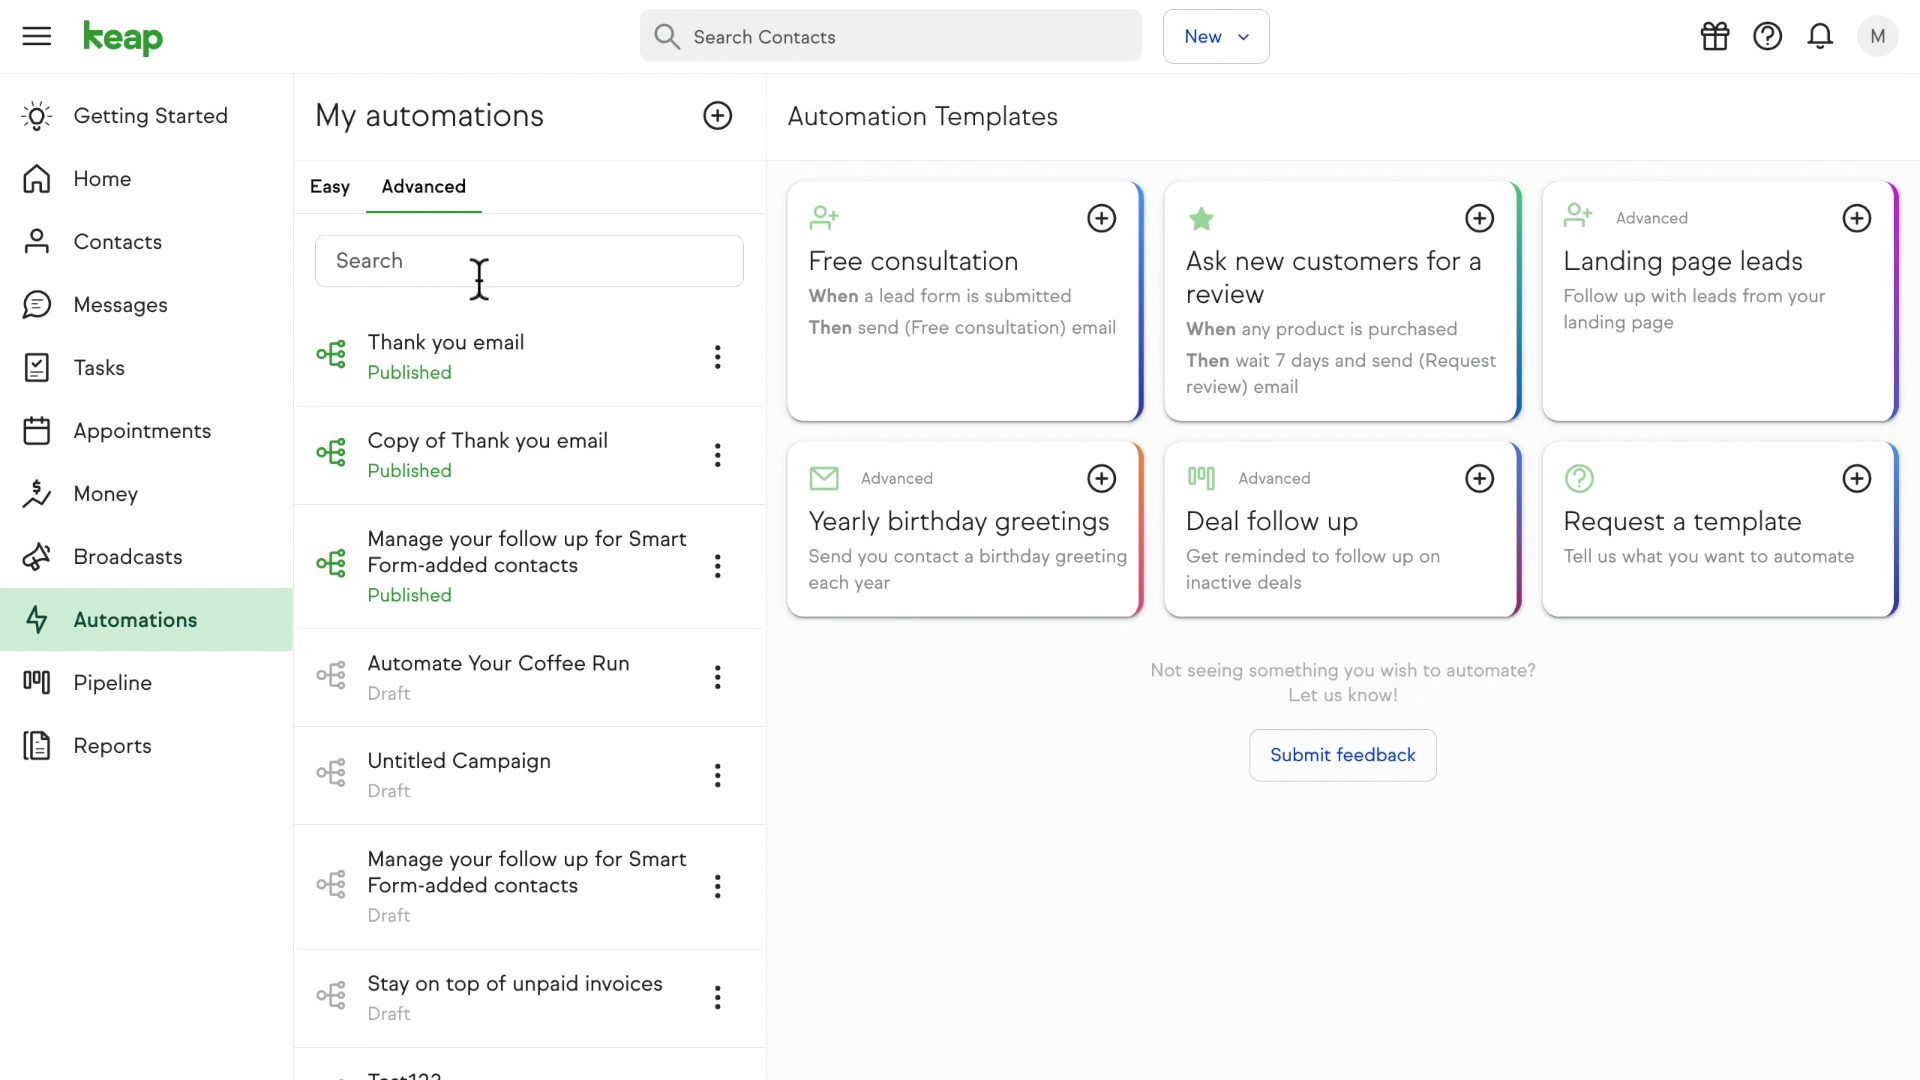 keap
Search Contacts
New
M
Getting Started
Home
Contacts
Messages
Tasks
Appointments
Money
Broadcasts
Automations
Pipeline
Reports
My automations
Easy
Advanced
Search
Thank you email
Published
Copy of Thank you email
Published
Manage your follow up for Smart
Form-added contacts
Published
Automate Your Coffee Run
Draft
Untitled Campaign
Draft
Manage your follow up for Smart
Form-added contacts
Draft
Stay on top of unpaid invoices
Draft
Test123
Automation Templates
Free consultation
When a lead form is submitted
Then send (Free consultation) email
Ask new customers for a
review
When any product is purchased
Then wait 7 days and send (Request
review) email
Advanced
Landing page leads
Follow up with leads from your
landing page
Advanced
Yearly birthday greetings
Send you contact a birthday greeting
each year
Advanced
Deal follow up
Get reminded to follow up on
inactive deals
Request a template
Tell us what you want to automate
Not seeing something you wish to automate?
Let us know!
Submit feedback